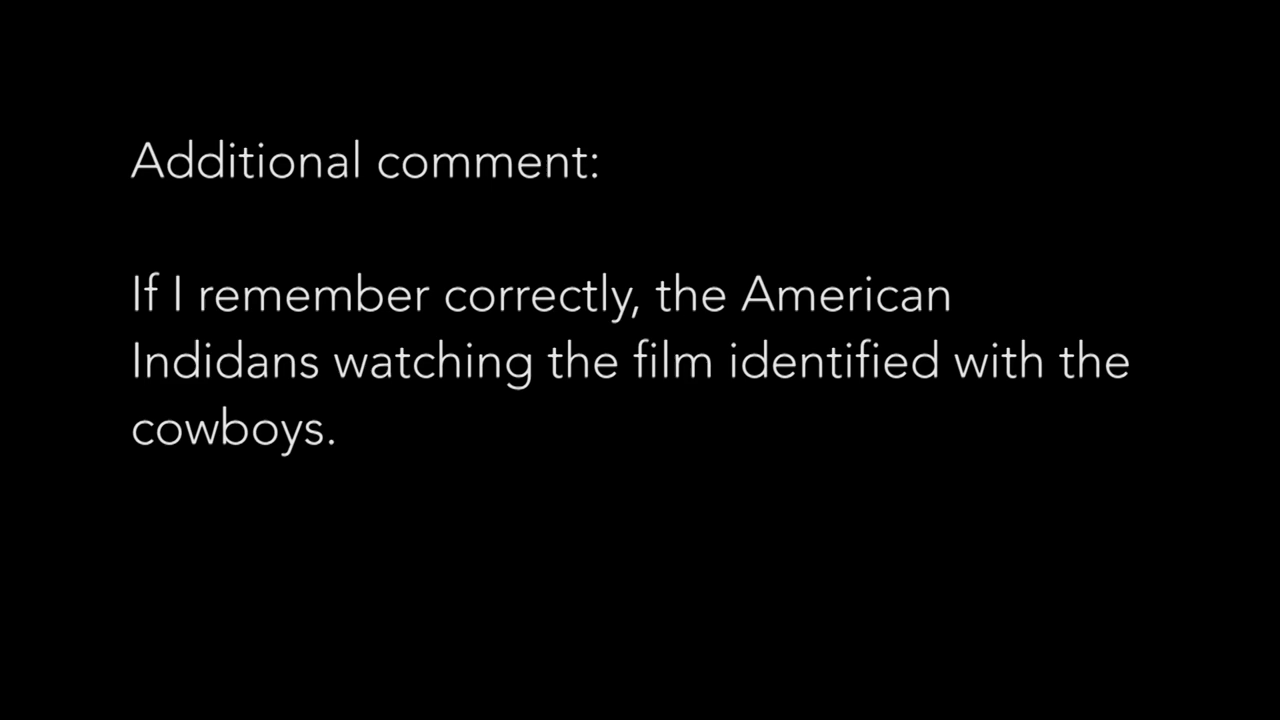 Additional comment:
If I remember correctly, the American
Indidans watching the film identified with the
cowboys.